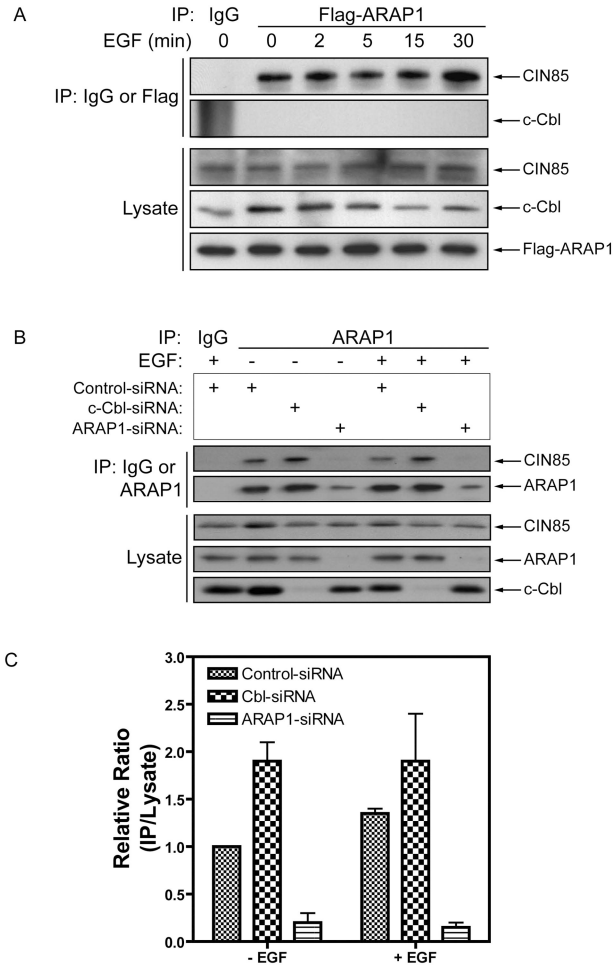 A
IP: IgG Flag-ARAP1
EGF (min) 0 0 2 5 15 30
IP: IgG or Flag
CIN85
c-Cbl
Lysate
CIN85
c-Cbl
Flag-ARAP1
B
IP: IgG ARAP1
EGF: + - - - + + +
Control-siRNA: + + +
c-Cbl-siRNA: + +
ARAP1-siRNA: + +
IP: IgG or
ARAP1
CIN85
ARAP1
Lysate
CIN85
ARAP1
c-Cbl
C
Relative Ratio
(IP/Lysate)
3.0
2.5
2.0
1.5
1.0
0.5
0.0
Control-siRNA
Cbl-siRNA
ARAP1-siRNA
- EGF + EGF